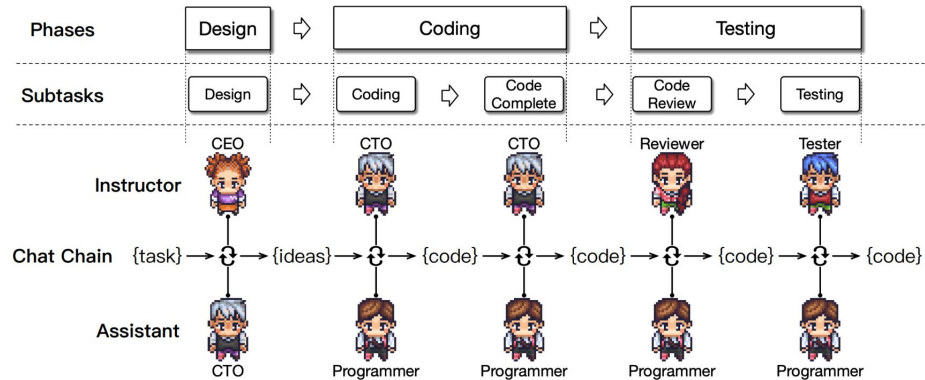 Phases Design Coding Testing
Subtasks Design Coding Code Complete Code Review Testing
CEO CTO CTO Reviewer Tester
Instructor
Chat Chain {task} {ideas} {code} {code} {code} {code}
Assistant
CTO Programmer Programmer Programmer Programmer